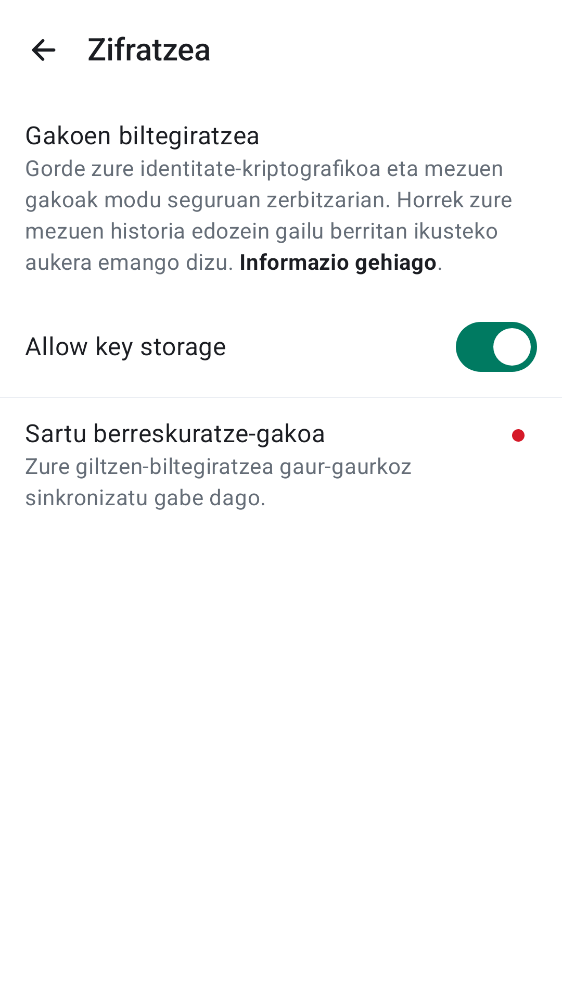 Zifratzea
Gakoen biltegiratzea
Gorde zure identitate-kriptografikoa eta mezuen
gakoak modu seguruan zerbitzarian. Horrek zure
mezuen historia edozein gailu berritan ikusteko
aukera emango dizu. Informazio gehiago.
Allow key storage
Sartu berreskuratze-gakoa
Zure giltzen-biltegiratzea gaur-gaurkoz
sinkronizatu gabe dago.